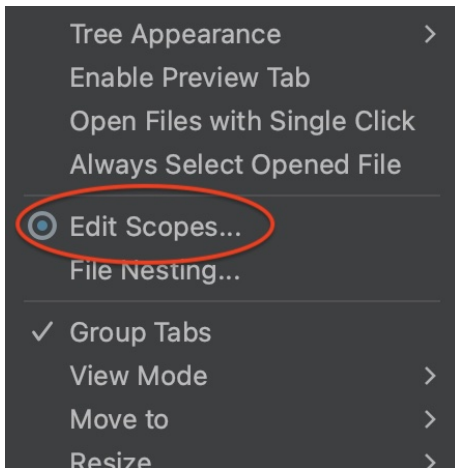 Tree Appearance
Enable Preview Tab
Open Files with Single Click
Always Select Opened File
Edit Scopes...
File Nesting...
Group Tabs
View Mode
Move to
Resize